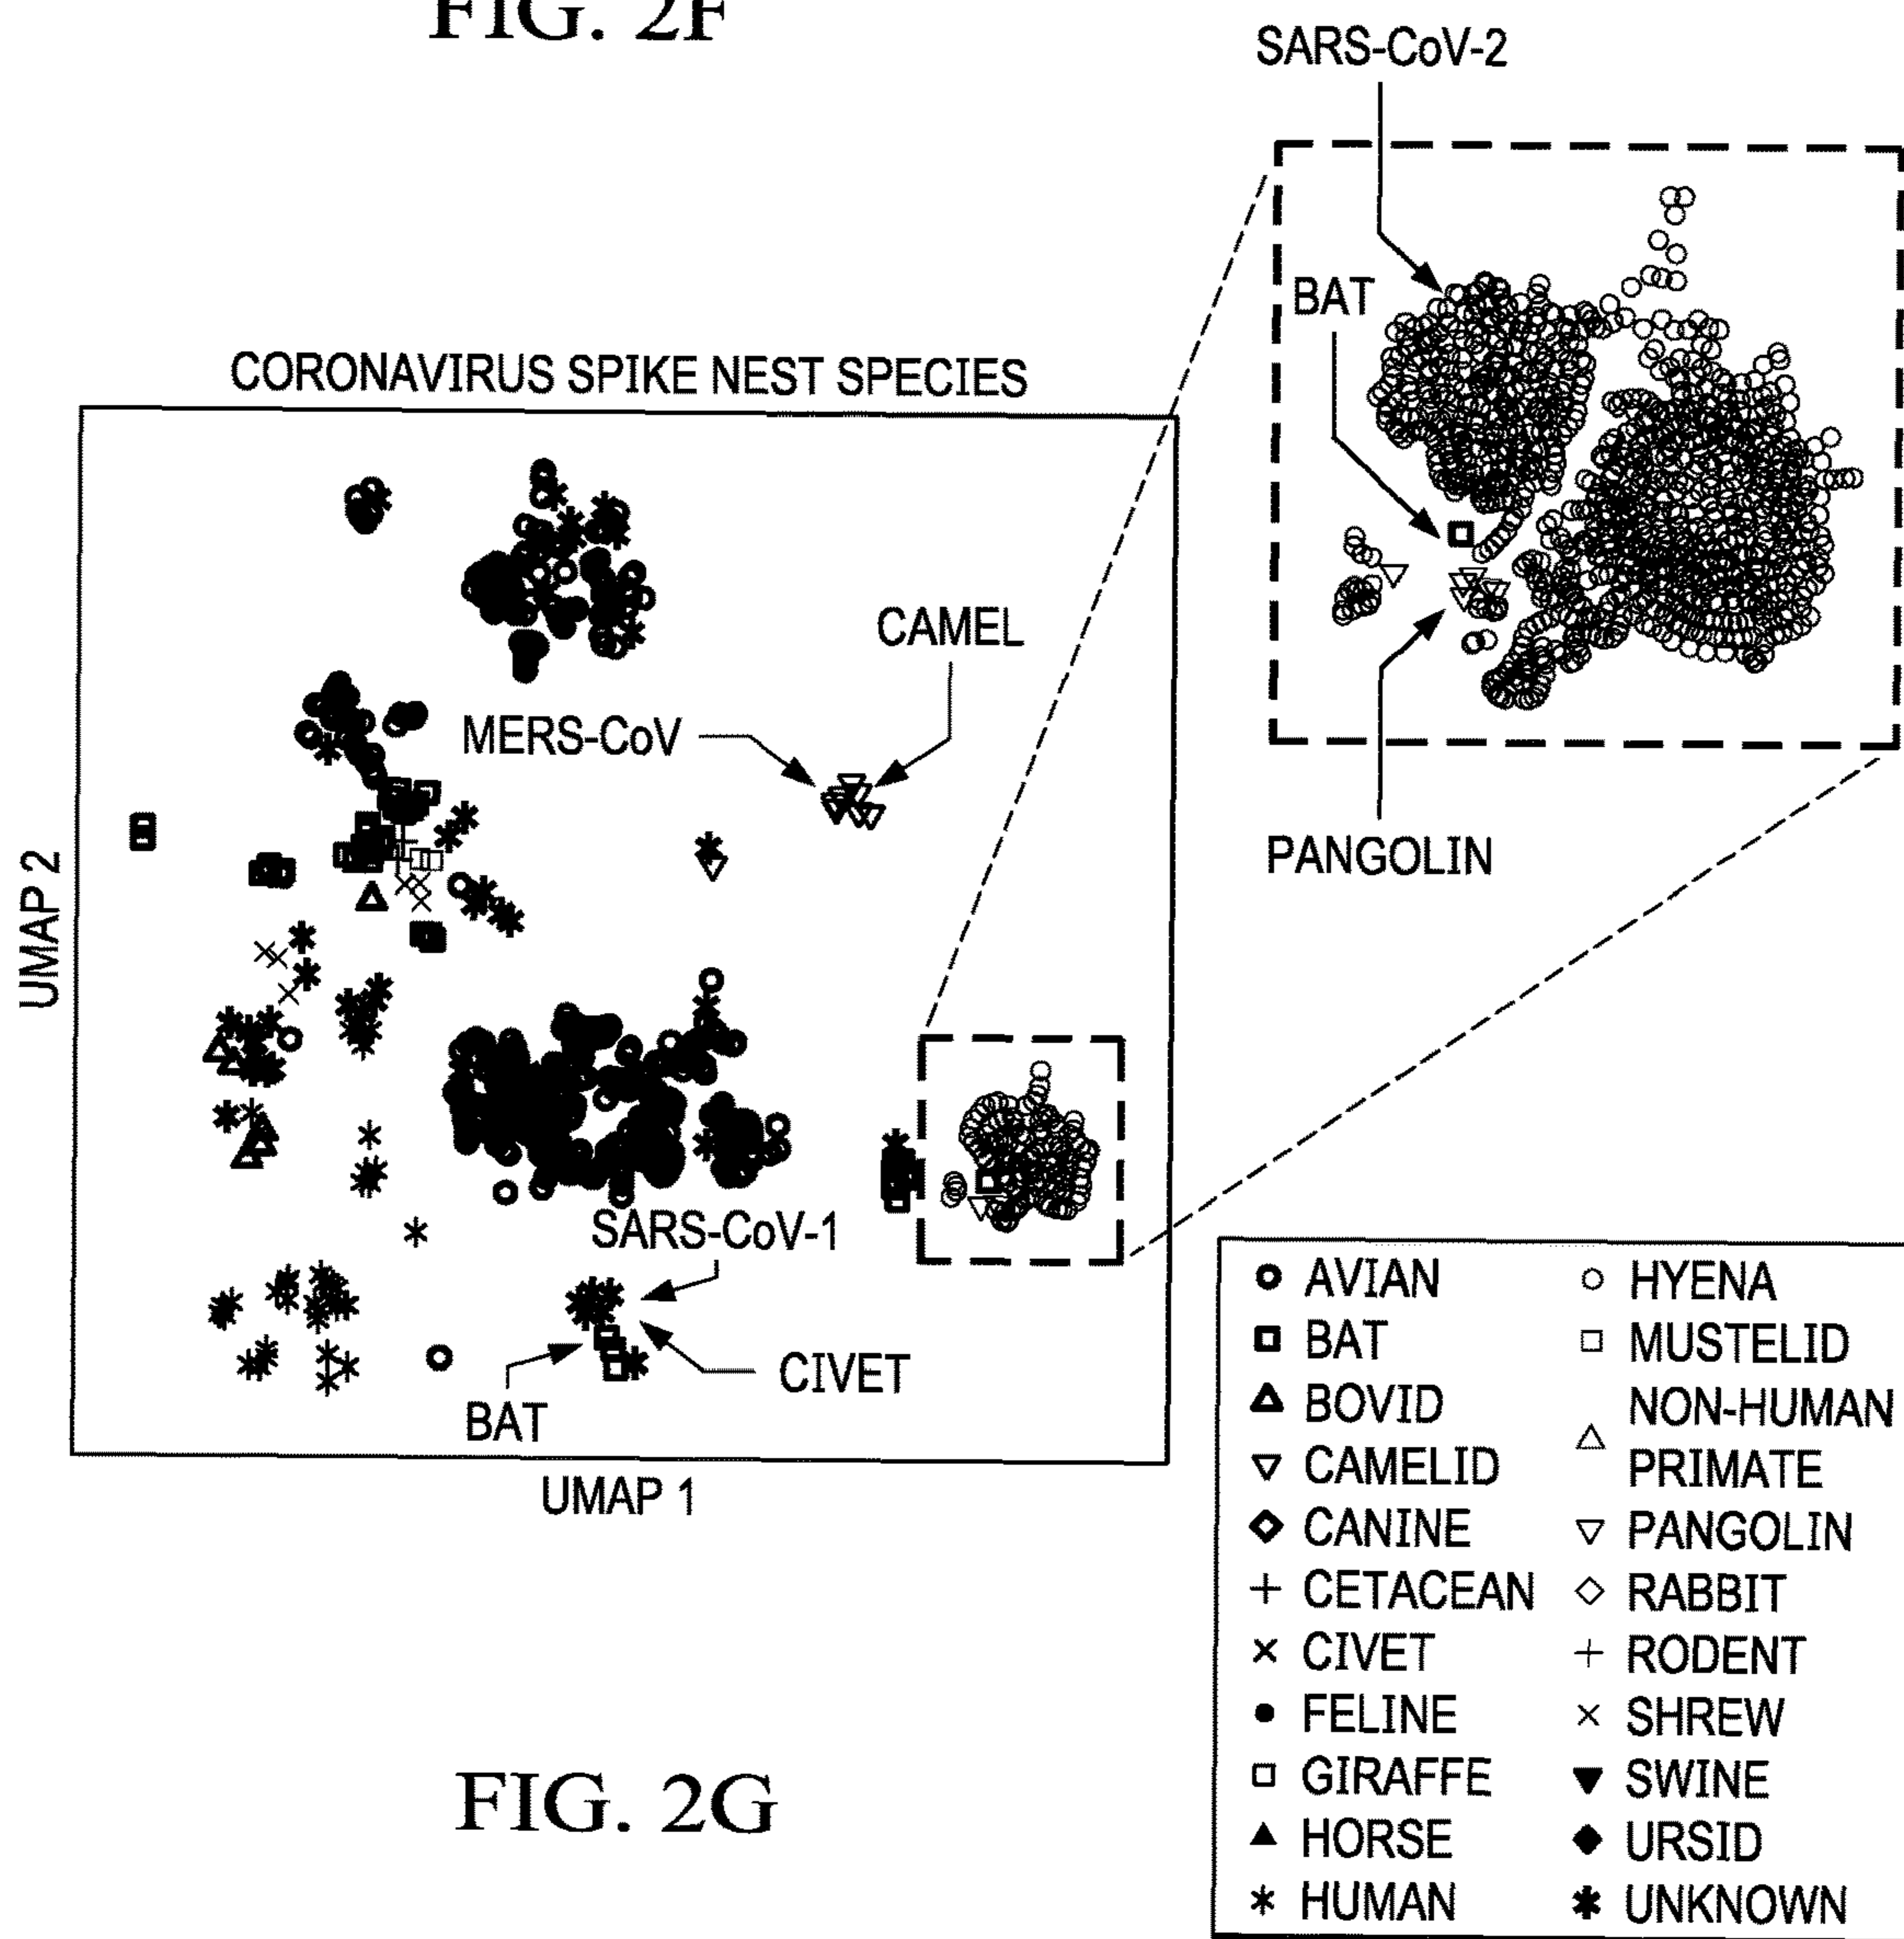 FIG. 2F
SARS-CoV-2
BAT
PANGOLIN
CORONAVIRUS SPIKE NEST SPECIES
CAMEL
MERS-CoV
UMAP 2
SARS-CoV-1
CIVET
BAT
UMAP 1
AVIAN
BAT
BOVID
CAMELID
CANINE
CETACEAN
CIVET
FELINE
GIRAFFE
HORSE
HUMAN
HYENA
MUSTELID
NON-HUMAN
PRIMATE
PANGOLIN
RABBIT
RODENT
SHREW
SWINE
URSID
UNKNOWN
FIG. 2G